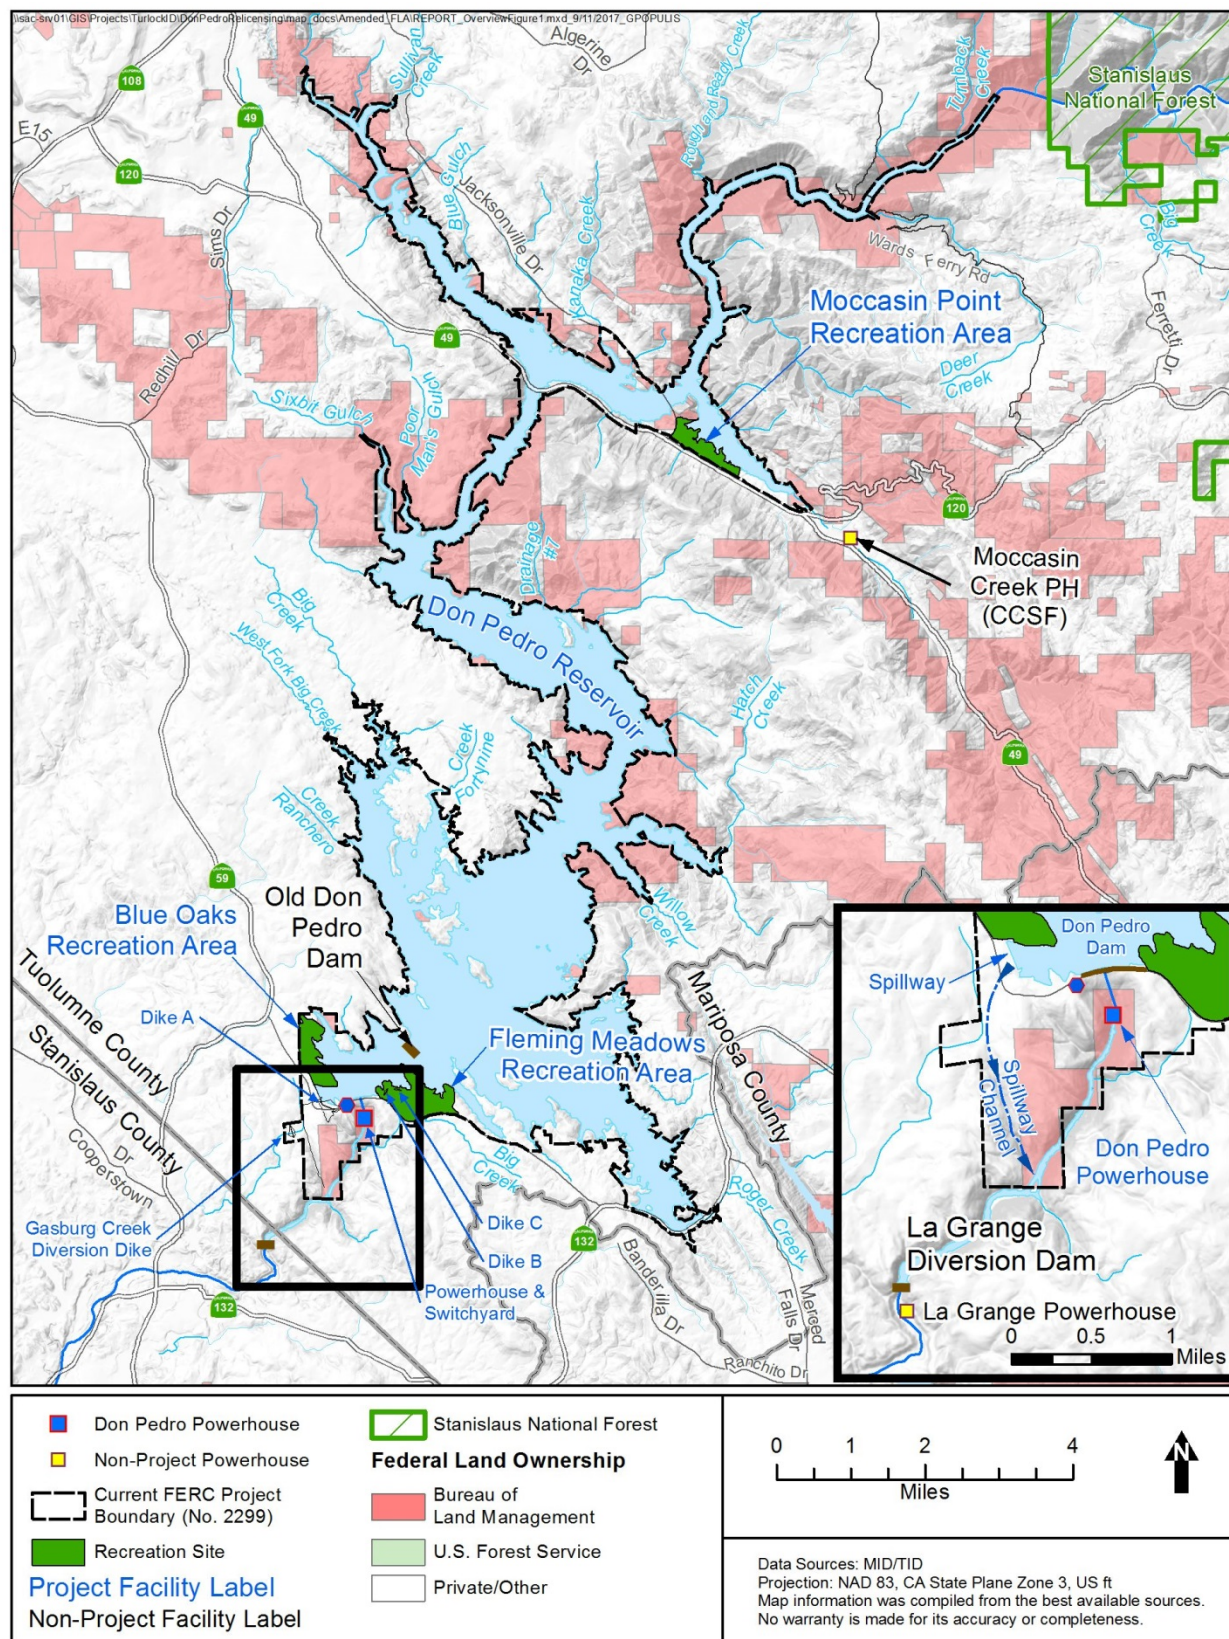 \\sac-srv01\GIS\Projects\TurlockID\DonPedroRelicensing\map_docs\Amended_FLA\REPORT_OverviewFigure1.mxd_9/11/2017_GPOPULIS
Algerine
Dr
Sullivan
Creek
Rough and Ready Creek
Turnback
Creek
Stanislaus
National Forest
108
49
E15
120
Blue Gulch
Jacksonville Dr
Kanaka Creek
Big
Creek
Sims Dr
Wards Ferry Rd
Moccasin Point
Recreation Area
Ferretti Dr
49
Redhill Dr
Deer
Creek
Sixbit Gulch
Poor
Man's Gulch
120
Drainage
#7
Moccasin
Creek PH
(CCSF)
Big
Creek
West Fork Big Creek
Don Pedro Reservoir
Hatch
Creek
Creek
Fortynine
49
Creek
Ranchero
59
Willow
Creek
Old Don
Pedro
Dam
Blue Oaks
Recreation Area
Tuolumne County
Stanislaus County
Mariposa County
Dike A
Fleming Meadows
Recreation Area
Cooperstown
Dr
Big
Creek
Roger Creek
Gasburg Creek
Diversion Dike
Dike C
Dike B
132
Powerhouse &
Switchyard
132
Banderilla Dr
Merced
Falls Dr
Ranchito Dr
Don Pedro
Dam
Spillway
Spillway
Channel
Don Pedro
Powerhouse
La Grange
Diversion Dam
La Grange Powerhouse
0 0.5 1
Miles
Don Pedro Powerhouse
Non-Project Powerhouse
Current FERC Project
Boundary (No. 2299)
Recreation Site
Project Facility Label
Non-Project Facility Label
Stanislaus National Forest
Federal Land Ownership
Bureau of
Land Management
U.S. Forest Service
Private/Other
0 1 2 4
Miles
N
Data Sources: MID/TID
Projection: NAD 83, CA State Plane Zone 3, US ft
Map information was compiled from the best available sources.
No warranty is made for its accuracy or completeness.